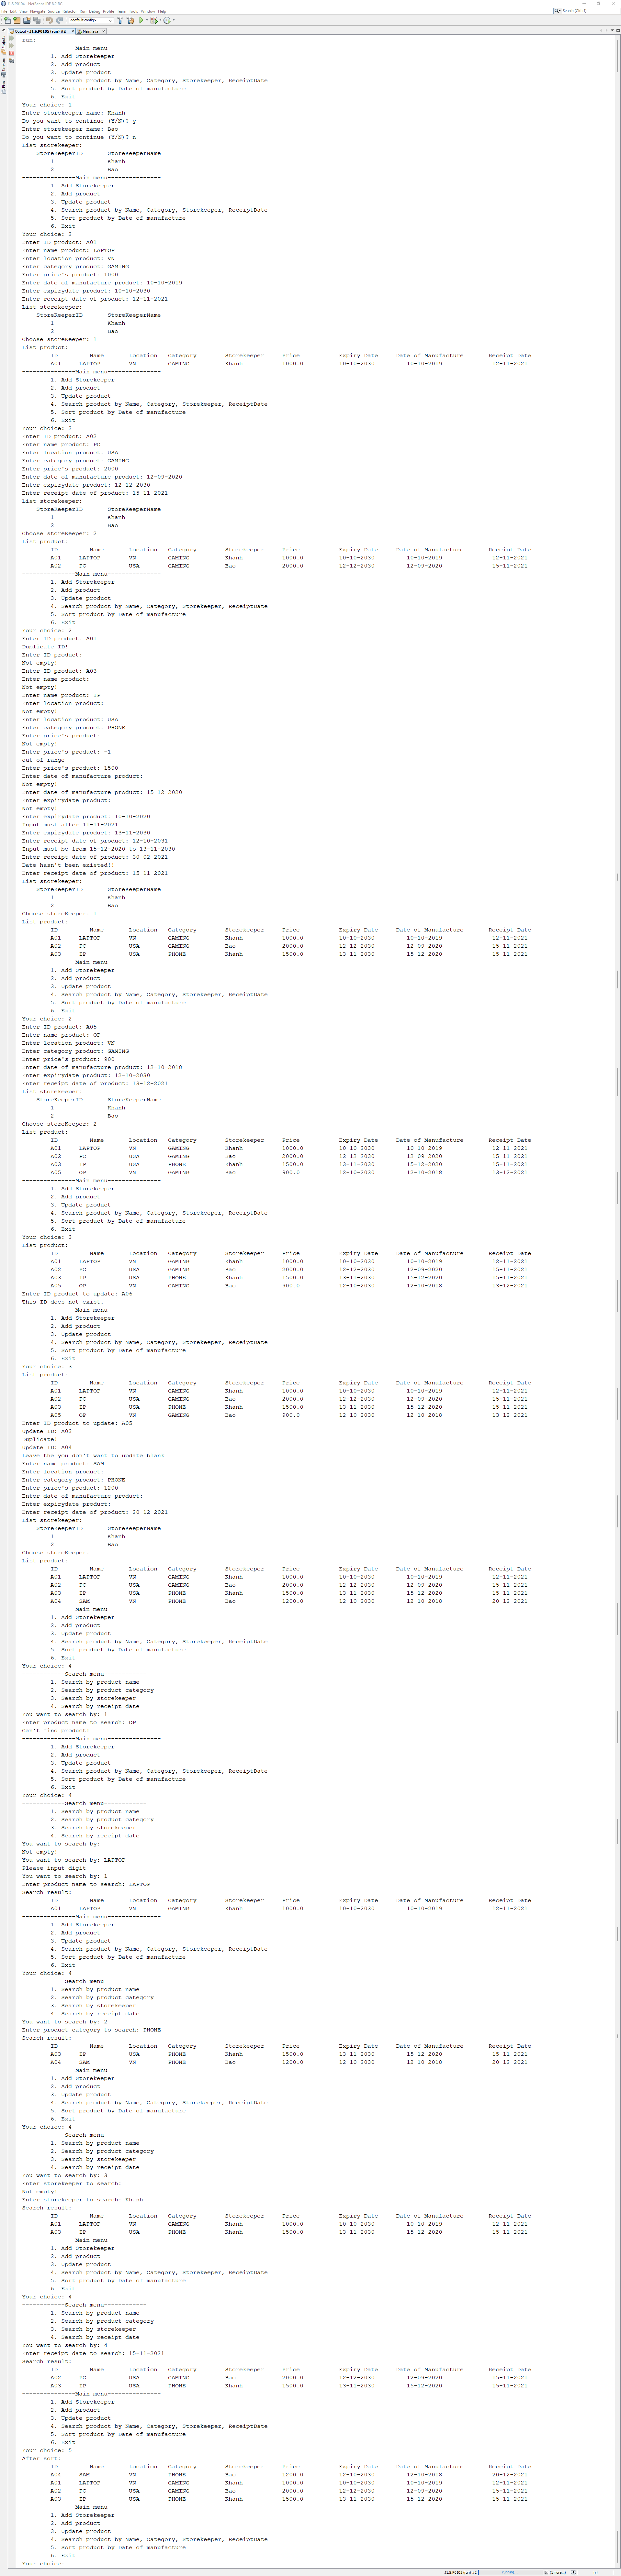 File Edit View Navigate Source Refactor Run Debug Profile Team Tools Window Help
<default config>
Output - J1.S.P0105 (run) #2 Main.java
Projects
Services
Files
run:
---------------Main menu---------------
1. Add Storekeeper
2. Add product
3. Update product
4. Search product by Name, Category, Storekeeper, ReceiptDate
5. Sort product by Date of manufacture
6. Exit
Your choice: 1
Enter storekeeper name: Khanh
Do you want to continue (Y/N)? y
Enter storekeeper name: Bao
Do you want to continue (Y/N)? n
List storekeeper:
StoreKeeperID StoreKeeperName
1 Khanh
2 Bao
---------------Main menu---------------
1. Add Storekeeper
2. Add product
3. Update product
4. Search product by Name, Category, Storekeeper, ReceiptDate
5. Sort product by Date of manufacture
6. Exit
Your choice: 2
Enter ID product: A01
Enter name product: LAPTOP
Enter location product: VN
Enter category product: GAMING
Enter price's product: 1000
Enter date of manufacture product: 10-10-2019
Enter expirydate product: 10-10-2030
Enter receipt date of product: 12-11-2021
List storekeeper:
StoreKeeperID StoreKeeperName
1 Khanh
2 Bao
Choose storeKeeper: 1
List product:
ID Name Location Category Storekeeper Price Expiry Date Date of Manufacture Receipt Date
A01 LAPTOP VN GAMING Khanh 1000.0 10-10-2030 10-10-2019 12-11-2021
---------------Main menu---------------
1. Add Storekeeper
2. Add product
3. Update product
4. Search product by Name, Category, Storekeeper, ReceiptDate
5. Sort product by Date of manufacture
6. Exit
Your choice: 2
Enter ID product: A02
Enter name product: PC
Enter location product: USA
Enter category product: GAMING
Enter price's product: 2000
Enter date of manufacture product: 12-09-2020
Enter expirydate product: 12-12-2030
Enter receipt date of product: 15-11-2021
List storekeeper:
StoreKeeperID StoreKeeperName
1 Khanh
2 Bao
Choose storeKeeper: 2
List product:
ID Name Location Category Storekeeper Price Expiry Date Date of Manufacture Receipt Date
A01 LAPTOP VN GAMING Khanh 1000.0 10-10-2030 10-10-2019 12-11-2021
A02 PC USA GAMING Bao 2000.0 12-12-2030 12-09-2020 15-11-2021
---------------Main menu---------------
1. Add Storekeeper
2. Add product
3. Update product
4. Search product by Name, Category, Storekeeper, ReceiptDate
5. Sort product by Date of manufacture
6. Exit
Your choice: 2
Enter ID product: A01
Duplicate ID!
Enter ID product:
Not empty!
Enter ID product: A03
Enter name product:
Not empty!
Enter name product: IP
Enter location product:
Not empty!
Enter location product: USA
Enter category product: PHONE
Enter price's product:
Not empty!
Enter price's product: -1
out of range
Enter price's product: 1500
Enter date of manufacture product:
Not empty!
Enter date of manufacture product: 15-12-2020
Enter expirydate product:
Not empty!
Enter expirydate product: 10-10-2020
Input must after 11-11-2021
Enter expirydate product: 13-11-2030
Enter receipt date of product: 12-10-2031
Input must be from 15-12-2020 to 13-11-2030
Enter receipt date of product: 30-02-2021
Date hasn't been existed!!
Enter receipt date of product: 15-11-2021
List storekeeper:
StoreKeeperID StoreKeeperName
1 Khanh
2 Bao
Choose storeKeeper: 1
List product:
ID Name Location Category Storekeeper Price Expiry Date Date of Manufacture Receipt Date
A01 LAPTOP VN GAMING Khanh 1000.0 10-10-2030 10-10-2019 12-11-2021
A02 PC USA GAMING Bao 2000.0 12-12-2030 12-09-2020 15-11-2021
A03 IP USA PHONE Khanh 1500.0 13-11-2030 15-12-2020 15-11-2021
---------------Main menu---------------
1. Add Storekeeper
2. Add product
3. Update product
4. Search product by Name, Category, Storekeeper, ReceiptDate
5. Sort product by Date of manufacture
6. Exit
Your choice: 2
Enter ID product: A05
Enter name product: OP
Enter location product: VN
Enter category product: GAMING
Enter price's product: 900
Enter date of manufacture product: 12-10-2018
Enter expirydate product: 12-10-2030
Enter receipt date of product: 13-12-2021
List storekeeper:
StoreKeeperID StoreKeeperName
1 Khanh
2 Bao
Choose storeKeeper: 2
List product:
ID Name Location Category Storekeeper Price Expiry Date Date of Manufacture Receipt Date
A01 LAPTOP VN GAMING Khanh 1000.0 10-10-2030 10-10-2019 12-11-2021
A02 PC USA GAMING Bao 2000.0 12-12-2030 12-09-2020 15-11-2021
A03 IP USA PHONE Khanh 1500.0 13-11-2030 15-12-2020 15-11-2021
A05 OP VN GAMING Bao 900.0 12-10-2030 12-10-2018 13-12-2021
---------------Main menu---------------
1. Add Storekeeper
2. Add product
3. Update product
4. Search product by Name, Category, Storekeeper, ReceiptDate
5. Sort product by Date of manufacture
6. Exit
Your choice: 3
List product:
ID Name Location Category Storekeeper Price Expiry Date Date of Manufacture Receipt Date
A01 LAPTOP VN GAMING Khanh 1000.0 10-10-2030 10-10-2019 12-11-2021
A02 PC USA GAMING Bao 2000.0 12-12-2030 12-09-2020 15-11-2021
A03 IP USA PHONE Khanh 1500.0 13-11-2030 15-12-2020 15-11-2021
A05 OP VN GAMING Bao 900.0 12-10-2030 12-10-2018 13-12-2021
Enter ID product to update: A06
This ID does not exist.
---------------Main menu---------------
1. Add Storekeeper
2. Add product
3. Update product
4. Search product by Name, Category, Storekeeper, ReceiptDate
5. Sort product by Date of manufacture
6. Exit
Your choice: 3
List product:
ID Name Location Category Storekeeper Price Expiry Date Date of Manufacture Receipt Date
A01 LAPTOP VN GAMING Khanh 1000.0 10-10-2030 10-10-2019 12-11-2021
A02 PC USA GAMING Bao 2000.0 12-12-2030 12-09-2020 15-11-2021
A03 IP USA PHONE Khanh 1500.0 13-11-2030 15-12-2020 15-11-2021
A05 OP VN GAMING Bao 900.0 12-10-2030 12-10-2018 13-12-2021
Enter ID product to update: A05
Update ID: A03
Duplicate!
Update ID: A04
Leave the you don't want to update blank
Enter name product: SAM
Enter location product:
Enter category product: PHONE
Enter price's product: 1200
Enter date of manufacture product:
Enter expirydate product:
Enter receipt date of product: 20-12-2021
List storekeeper:
StoreKeeperID StoreKeeperName
1 Khanh
2 Bao
Choose storeKeeper:
List product:
ID Name Location Category Storekeeper Price Expiry Date Date of Manufacture Receipt Date
A01 LAPTOP VN GAMING Khanh 1000.0 10-10-2030 10-10-2019 12-11-2021
A02 PC USA GAMING Bao 2000.0 12-12-2030 12-09-2020 15-11-2021
A03 IP USA PHONE Khanh 1500.0 13-11-2030 15-12-2020 15-11-2021
A04 SAM VN PHONE Bao 1200.0 12-10-2030 12-10-2018 20-12-2021
---------------Main menu---------------
1. Add Storekeeper
2. Add product
3. Update product
4. Search product by Name, Category, Storekeeper, ReceiptDate
5. Sort product by Date of manufacture
6. Exit
Your choice: 4
------------Search menu------------
1. Search by product name
2. Search by product category
3. Search by storekeeper
4. Search by receipt date
You want to search by: 1
Enter product name to search: OP
Can't find product!
---------------Main menu---------------
1. Add Storekeeper
2. Add product
3. Update product
4. Search product by Name, Category, Storekeeper, ReceiptDate
5. Sort product by Date of manufacture
6. Exit
Your choice: 4
------------Search menu------------
1. Search by product name
2. Search by product category
3. Search by storekeeper
4. Search by receipt date
You want to search by:
Not empty!
You want to search by: LAPTOP
Please input digit
You want to search by: 1
Enter product name to search: LAPTOP
Search result:
ID Name Location Category Storekeeper Price Expiry Date Date of Manufacture Receipt Date
A01 LAPTOP VN GAMING Khanh 1000.0 10-10-2030 10-10-2019 12-11-2021
---------------Main menu---------------
1. Add Storekeeper
2. Add product
3. Update product
4. Search product by Name, Category, Storekeeper, ReceiptDate
5. Sort product by Date of manufacture
6. Exit
Your choice: 4
------------Search menu------------
1. Search by product name
2. Search by product category
3. Search by storekeeper
4. Search by receipt date
You want to search by: 2
Enter product category to search: PHONE
Search result:
ID Name Location Category Storekeeper Price Expiry Date Date of Manufacture Receipt Date
A03 IP USA PHONE Khanh 1500.0 13-11-2030 15-12-2020 15-11-2021
A04 SAM VN PHONE Bao 1200.0 12-10-2030 12-10-2018 20-12-2021
---------------Main menu---------------
1. Add Storekeeper
2. Add product
3. Update product
4. Search product by Name, Category, Storekeeper, ReceiptDate
5. Sort product by Date of manufacture
6. Exit
Your choice: 4
------------Search menu------------
1. Search by product name
2. Search by product category
3. Search by storekeeper
4. Search by receipt date
You want to search by: 3
Enter storekeeper to search:
Not empty!
Enter storekeeper to search: Khanh
Search result:
ID Name Location Category Storekeeper Price Expiry Date Date of Manufacture Receipt Date
A01 LAPTOP VN GAMING Khanh 1000.0 10-10-2030 10-10-2019 12-11-2021
A03 IP USA PHONE Khanh 1500.0 13-11-2030 15-12-2020 15-11-2021
---------------Main menu---------------
1. Add Storekeeper
2. Add product
3. Update product
4. Search product by Name, Category, Storekeeper, ReceiptDate
5. Sort product by Date of manufacture
6. Exit
Your choice: 4
------------Search menu------------
1. Search by product name
2. Search by product category
3. Search by storekeeper
4. Search by receipt date
You want to search by: 4
Enter receipt date to search: 15-11-2021
Search result:
ID Name Location Category Storekeeper Price Expiry Date Date of Manufacture Receipt Date
A02 PC USA GAMING Bao 2000.0 12-12-2030 12-09-2020 15-11-2021
A03 IP USA PHONE Khanh 1500.0 13-11-2030 15-12-2020 15-11-2021
---------------Main menu---------------
1. Add Storekeeper
2. Add product
3. Update product
4. Search product by Name, Category, Storekeeper, ReceiptDate
5. Sort product by Date of manufacture
6. Exit
Your choice: 5
After sort:
ID Name Location Category Storekeeper Price Expiry Date Date of Manufacture Receipt Date
A04 SAM VN PHONE Bao 1200.0 12-10-2030 12-10-2018 20-12-2021
A01 LAPTOP VN GAMING Khanh 1000.0 10-10-2030 10-10-2019 12-11-2021
A02 PC USA GAMING Bao 2000.0 12-12-2030 12-09-2020 15-11-2021
A03 IP USA PHONE Khanh 1500.0 13-11-2030 15-12-2020 15-11-2021
---------------Main menu---------------
1. Add Storekeeper
2. Add product
3. Update product
4. Search product by Name, Category, Storekeeper, ReceiptDate
5. Sort product by Date of manufacture
6. Exit
Your choice:
J1.S.P0105 (run) #2 running...